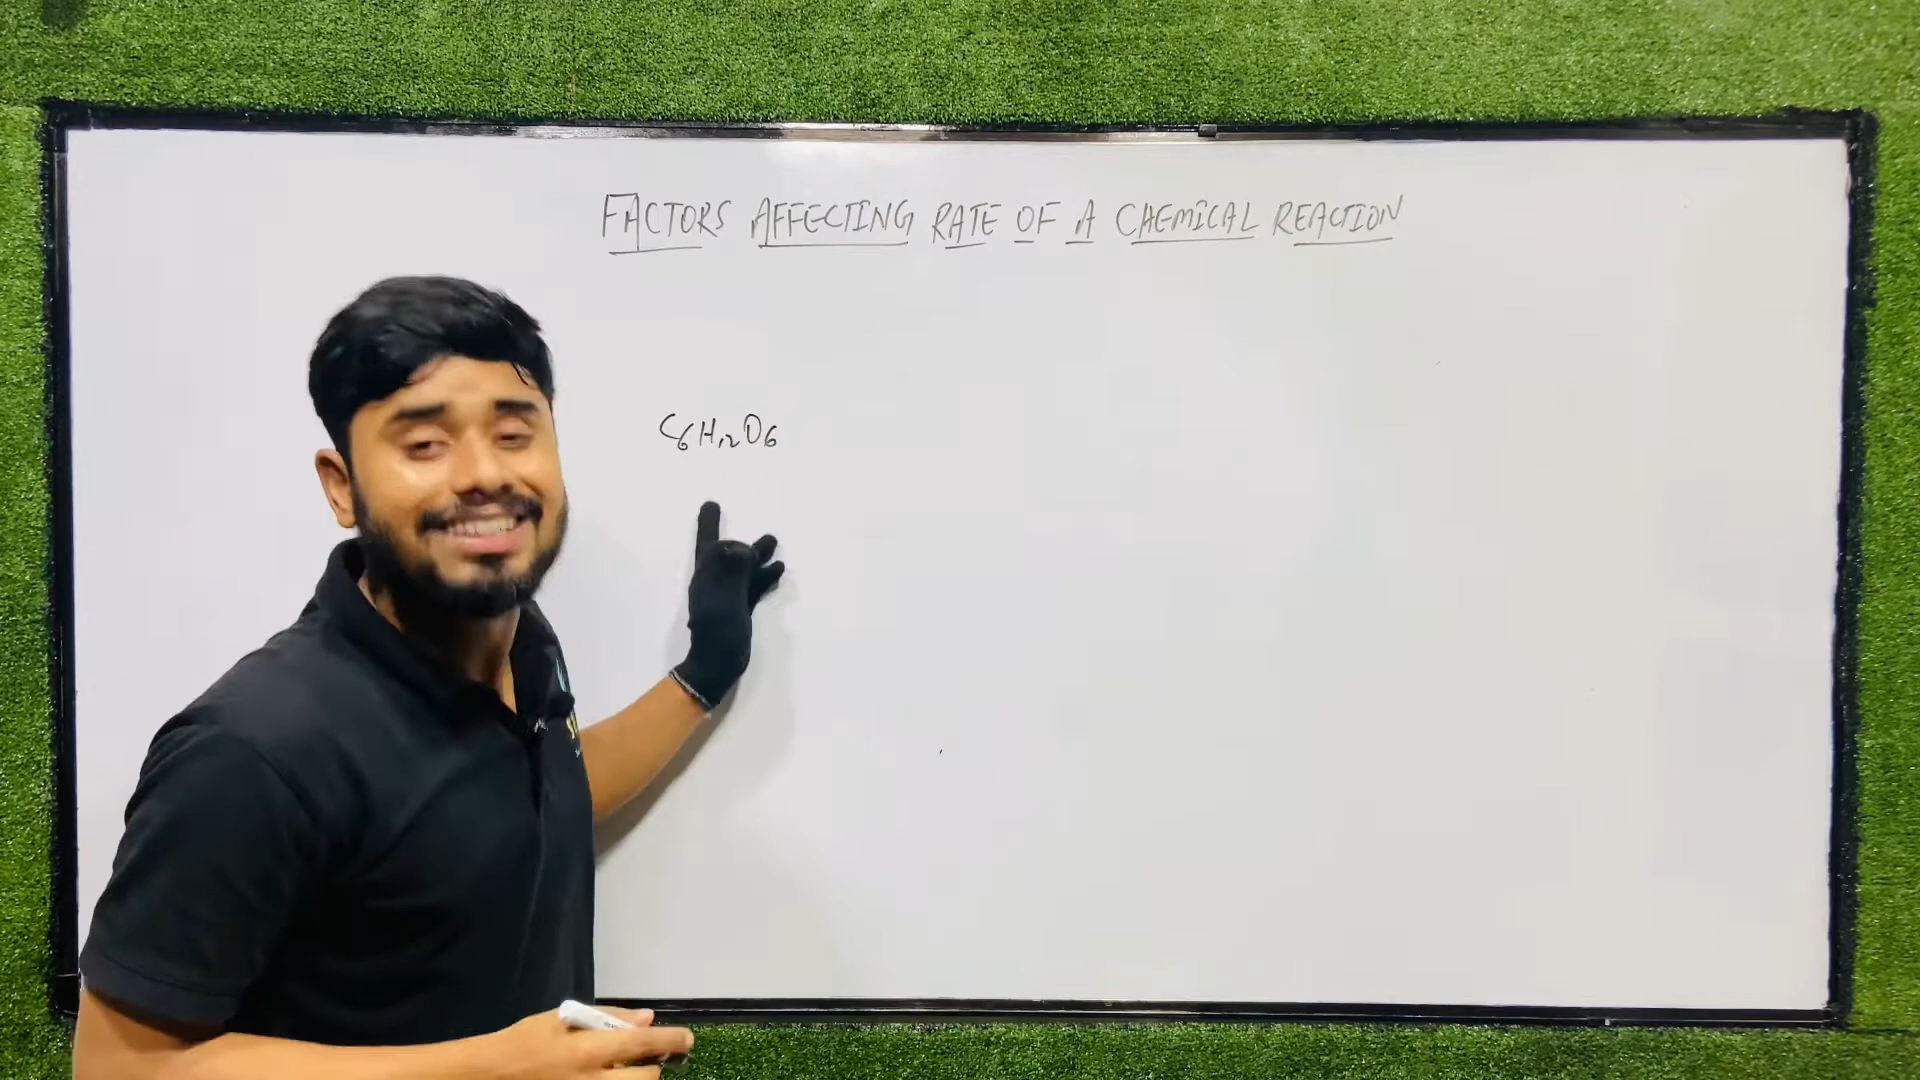 FACTORS AFFECTING RATE OF A CHEMICAL REACTION
C₆H₁₂O₆